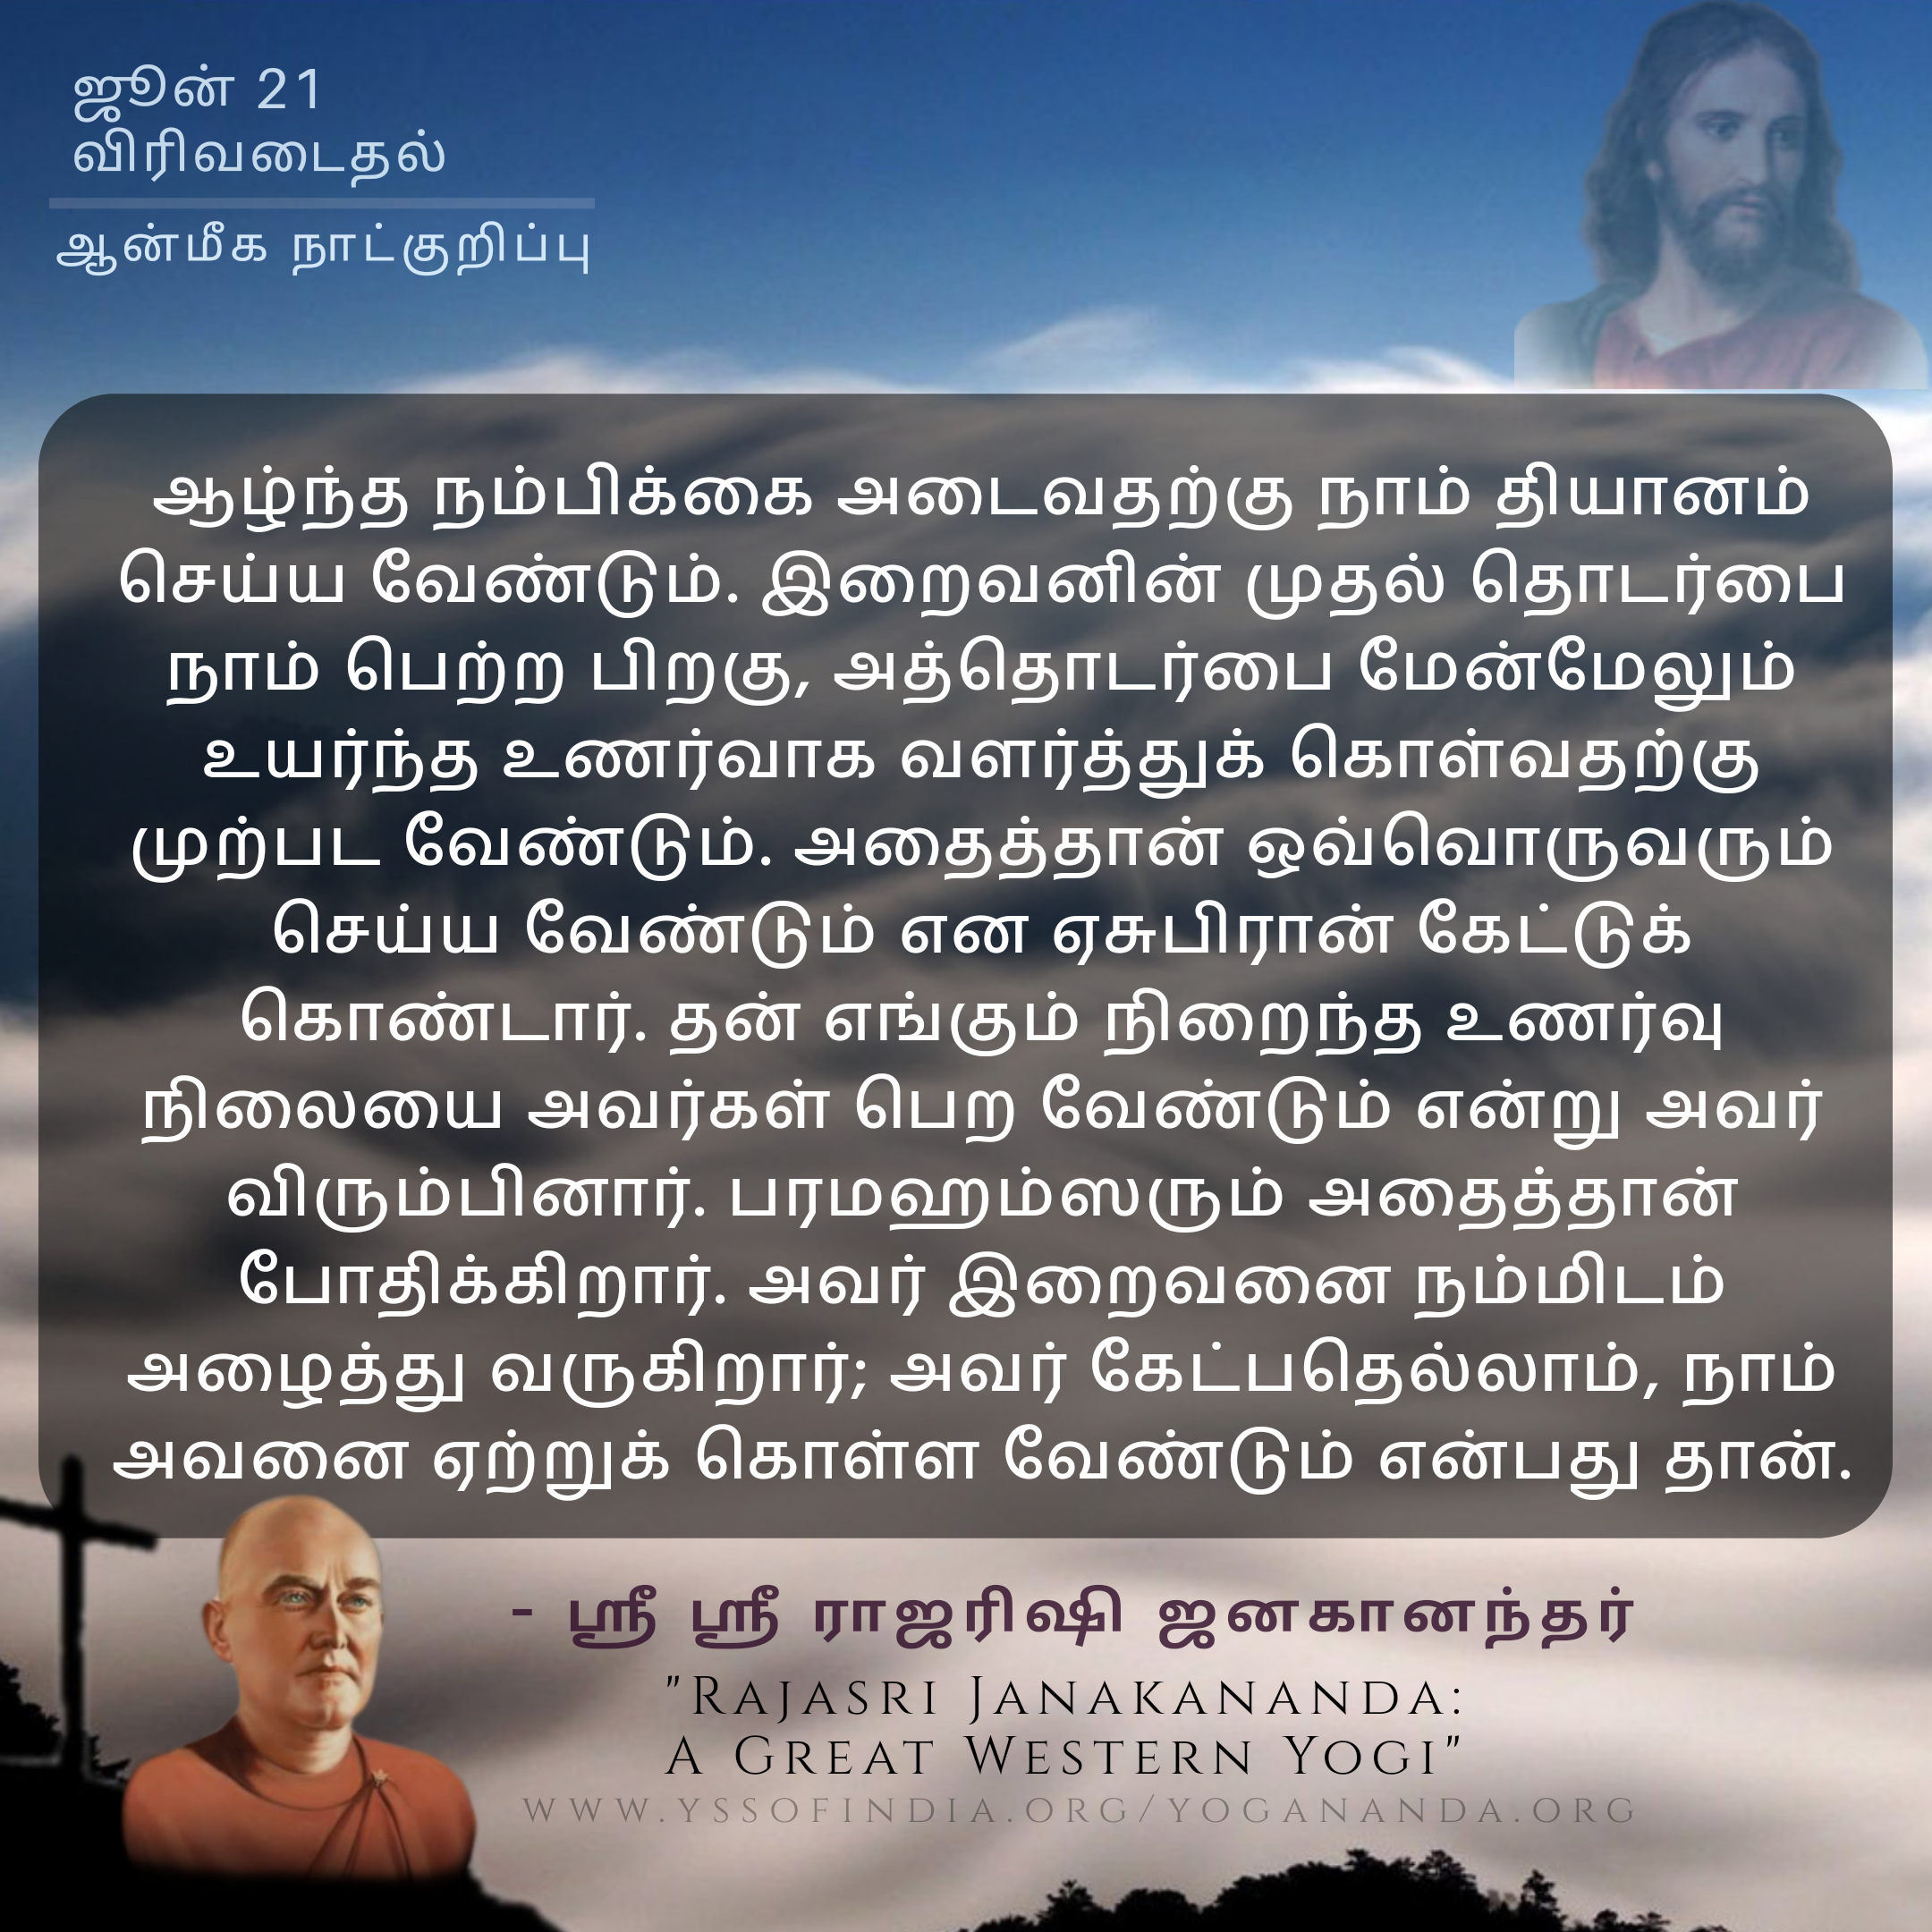 ஜூன் 21
விரிவடைதல்
ஆன்மீக நாட்குறிப்பு
ஆழ்ந்த நம்பிக்கை அடைவதற்கு நாம் தியானம்
செய்ய வேண்டும். இறைவனின் முதல் தொடர்பை
நாம் பெற்ற பிறகு, அத்தொடர்பை மேன்மேலும்
உயர்ந்த உணர்வாக வளர்த்துக் கொள்வதற்கு
முற்பட வேண்டும். அதைத்தான் ஒவ்வொருவரும்
செய்ய வேண்டும் என ஏசுபிரான் கேட்டுக்
கொண்டார். தன் எங்கும் நிறைந்த உணர்வு
நிலையை அவர்கள் பெற வேண்டும் என்று அவர்
விரும்பினார். பரமஹம்ஸரும் அதைத்தான்
போதிக்கிறார். அவர் இறைவனை நம்மிடம்
அழைத்து வருகிறார்; அவர் கேட்பதெல்லாம், நாம்
அவனை ஏற்றுக் கொள்ள வேண்டும் என்பது தான்.
- ஸ்ரீ ஸ்ரீ ராஜரிஷி ஜனகானந்தர்
"Rajasri Janakananda:
A Great Western Yogi"
www.yssofindia.org/yogananda.org